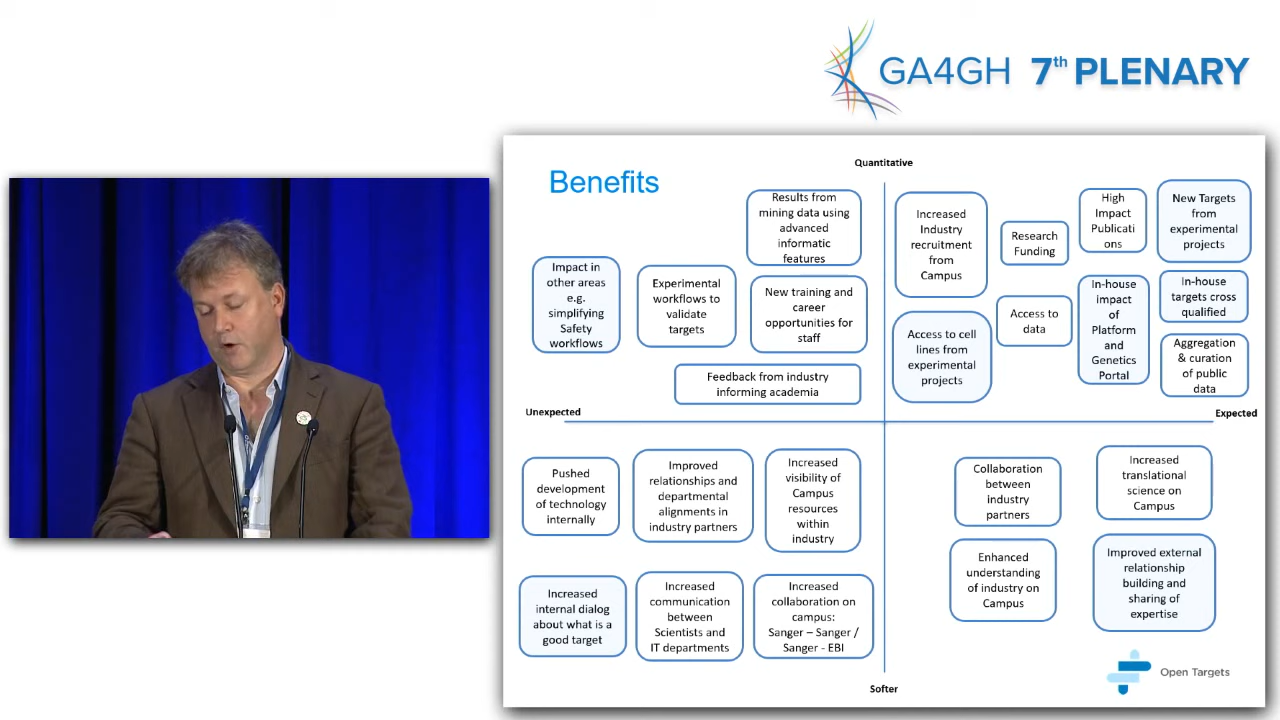 GA4GH 7th PLENARY
Benefits
Quantitative
Results from
mining data using
advanced
informatic
features
Impact in
other areas
e.g.
simplifying
Safety
workflows
Experimental
workflows to
validate
targets
New training and
career
opportunities for
staff
Feedback from industry
informing academia
Increased
Industry
recruitment
from
Campus
Research
Funding
High
Impact
Publicati
ons
New Targets
from
experimental
projects
Access to cell
lines from
experimental
projects
Access to
data
In-house
impact
of
Platform
and
Genetics
Portal
In-house
targets cross
qualified
Aggregation
& curation
of public
data
Unexpected
Expected
Pushed
development
of technology
internally
Improved
relationships and
departmental
alignments in
industry partners
Increased
visibility of
Campus
resources
within
industry
Collaboration
between
industry
partners
Increased
translational
science on
Campus
Increased
internal dialog
about what is a
good target
Increased
communication
between
Scientists and
IT departments
Increased
collaboration on
campus:
Sanger – Sanger /
Sanger - EBI
Enhanced
understanding
of industry on
Campus
Improved external
relationship
building and
sharing of
expertise
Softer
Open Targets